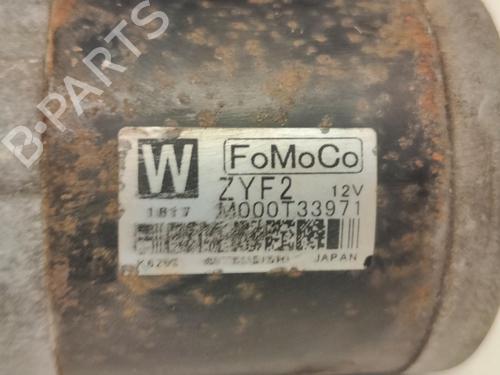 W FoMoCo
ZYF2 12V
1817 M000T33971
JAPAN
B-PARTS